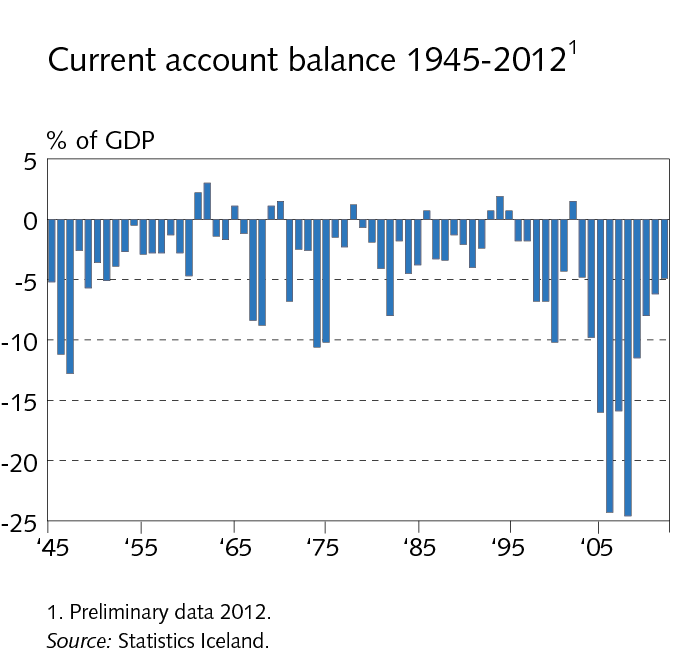 Current account balance 1945-2012¹
% of GDP
5
0
-5
-10
-15
-20
-25
‘45 ‘55 ‘65 ‘75 ‘85 ‘95 ‘05
1. Preliminary data 2012.
Source: Statistics Iceland.